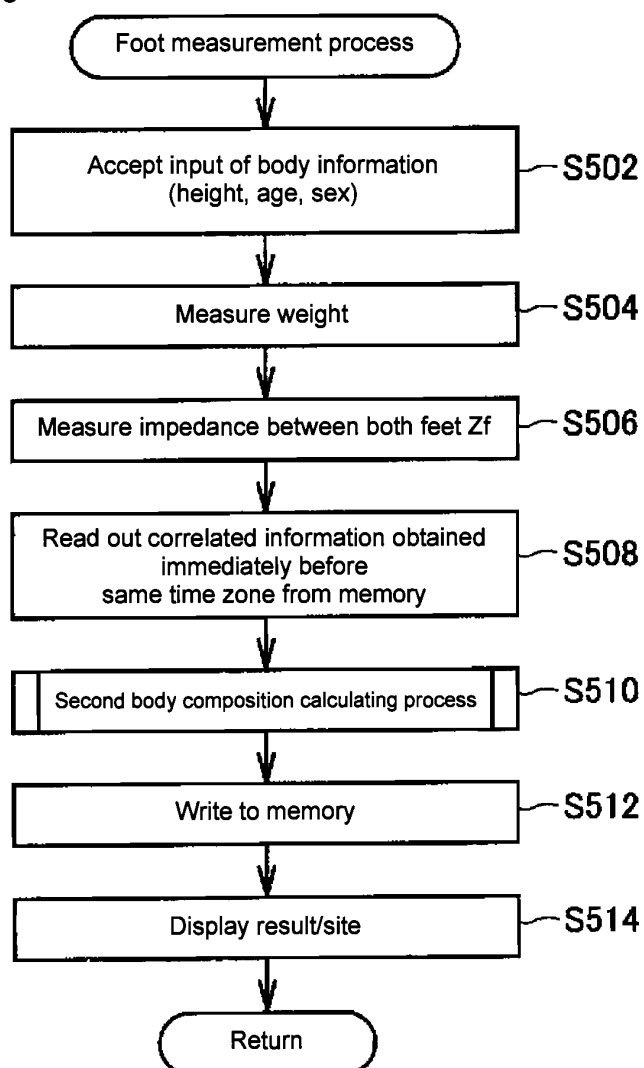 Foot measurement process
Accept input of body information
(height, age, sex)
S502
Measure weight
S504
Measure impedance between both feet Zf
S506
Read out correlated information obtained
immediately before
same time zone from memory
S508
Second body composition calculating process
S510
Write to memory
S512
Display result/site
S514
Return